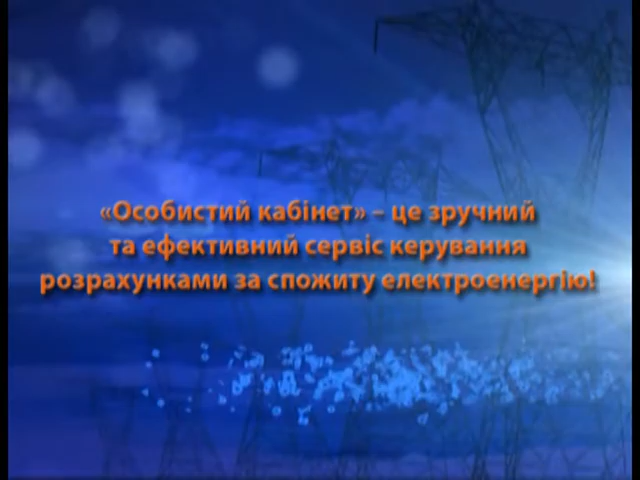 «Особистий кабінет» – це зручний
та ефективний сервіс керування
розрахунками за спожиту електроенергію!